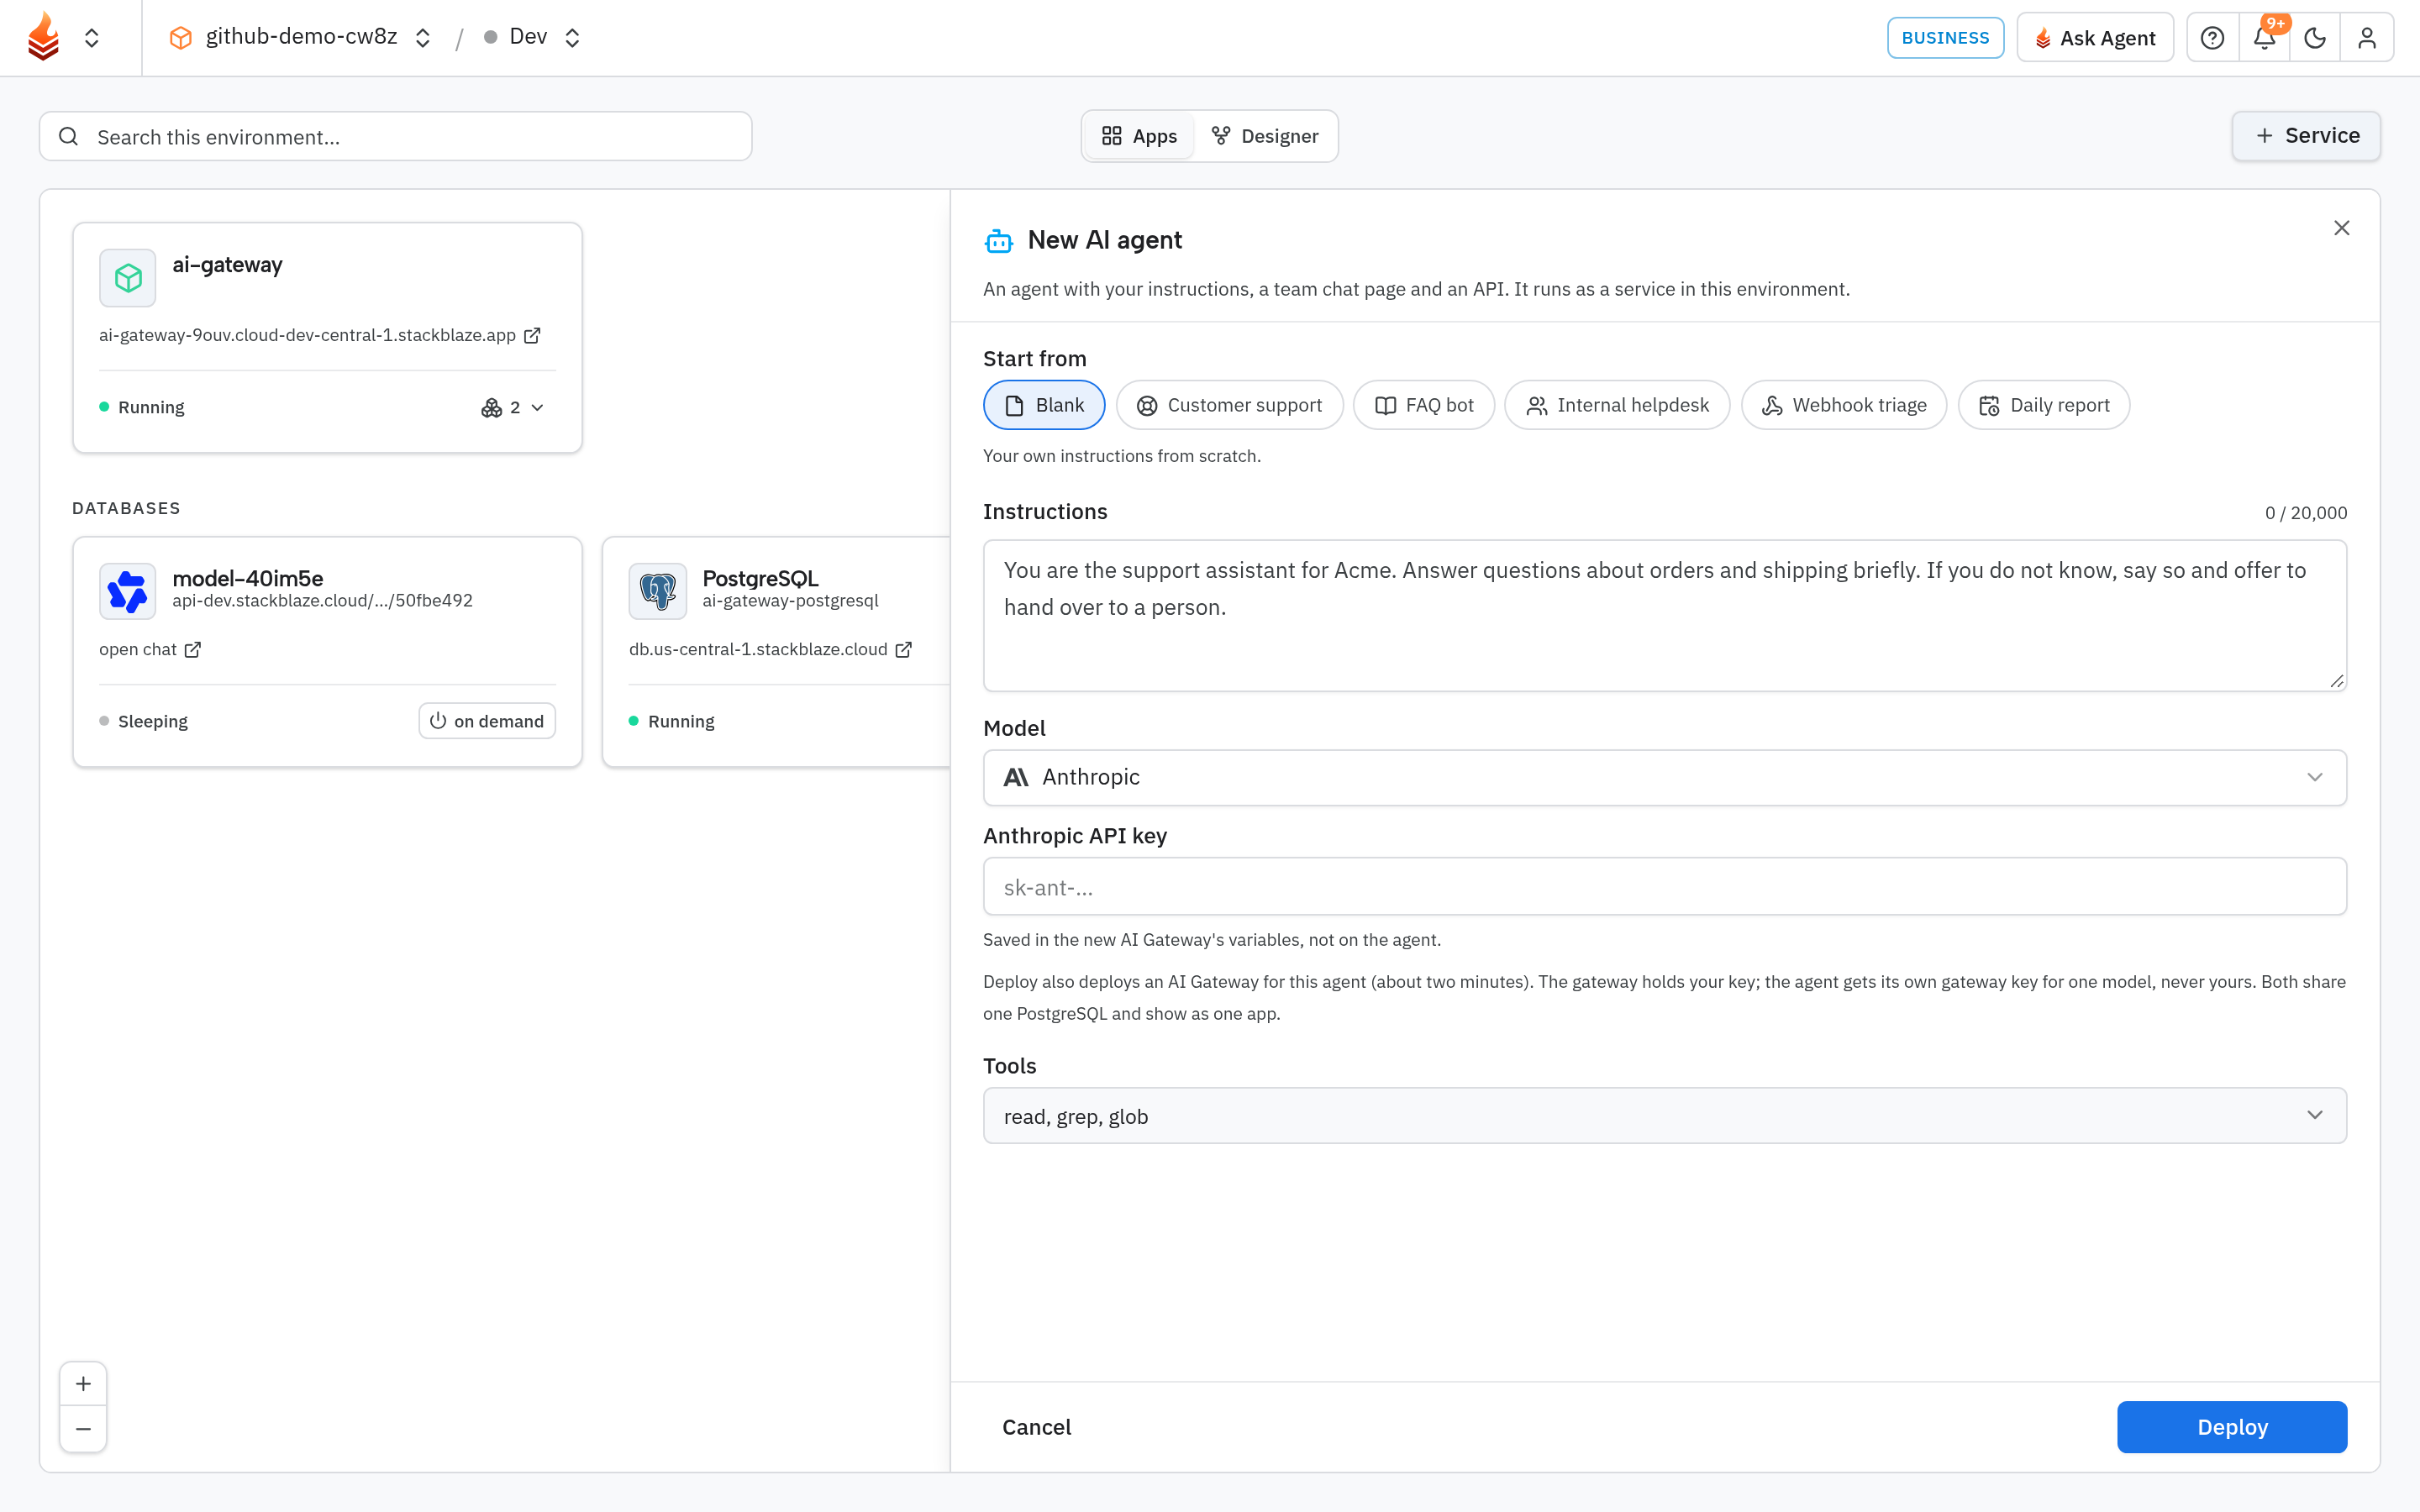 github-demo-cw8z / Dev
BUSINESS
Ask Agent
9+
Search this environment...
Apps
Designer
+ Service
ai-gateway
ai-gateway-9ouv.cloud-dev-central-1.stackblaze.app
Running
2
DATABASES
model-40im5e
api-dev.stackblaze.cloud/.../50fbe492
open chat
Sleeping
on demand
PostgreSQL
ai-gateway-postgresql
db.us-central-1.stackblaze.cloud
Running
New AI agent
An agent with your instructions, a team chat page and an API. It runs as a service in this environment.
Start from
Blank
Customer support
FAQ bot
Internal helpdesk
Webhook triage
Daily report
Your own instructions from scratch.
Instructions
0 / 20,000
You are the support assistant for Acme. Answer questions about orders and shipping briefly. If you do not know, say so and offer to
hand over to a person.
Model
Anthropic
Anthropic API key
sk-ant-...
Saved in the new AI Gateway's variables, not on the agent.
Deploy also deploys an AI Gateway for this agent (about two minutes). The gateway holds your key; the agent gets its own gateway key for one model, never yours. Both share
one PostgreSQL and show as one app.
Tools
read, grep, glob
Cancel
Deploy